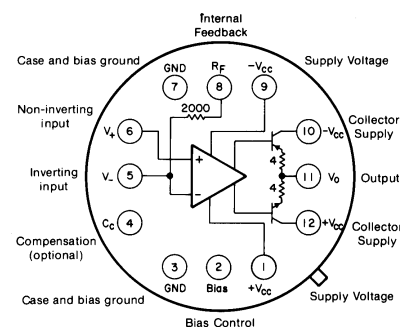 Internal
Feedback
Case and bias ground
GND
RF
-Vcc
Supply Voltage
7
8
9
2000
Non-inverting
input
V+
6
+
10
-Vcc
Collector
Supply
4
Inverting
input
V-
5
-
11
Vo
Output
4
Cc
4
12
+Vcc
Collector
Supply
Compensation
(optional)
3
2
1
GND
Bias
+Vcc
Case and bias ground
Supply Voltage
Bias Control